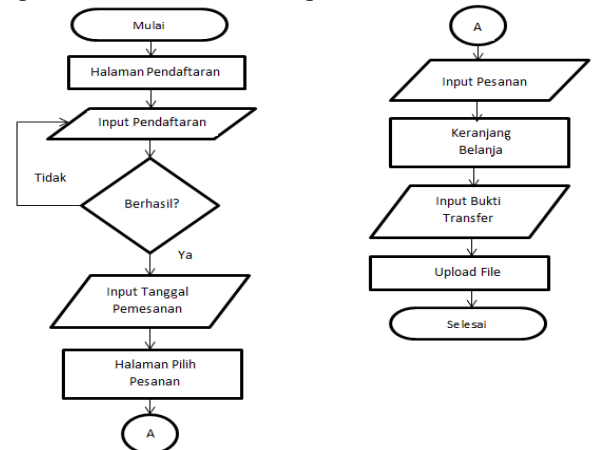 Mulai
Halaman Pendaftaran
Input Pendaftaran
Tidak
Berhasil?
Ya
Input Tanggal
Pemesanan
Halaman Pilih
Pesanan
A
A
Input Pesanan
Keranjang
Belanja
Input Bukti
Transfer
Upload File
Selesai